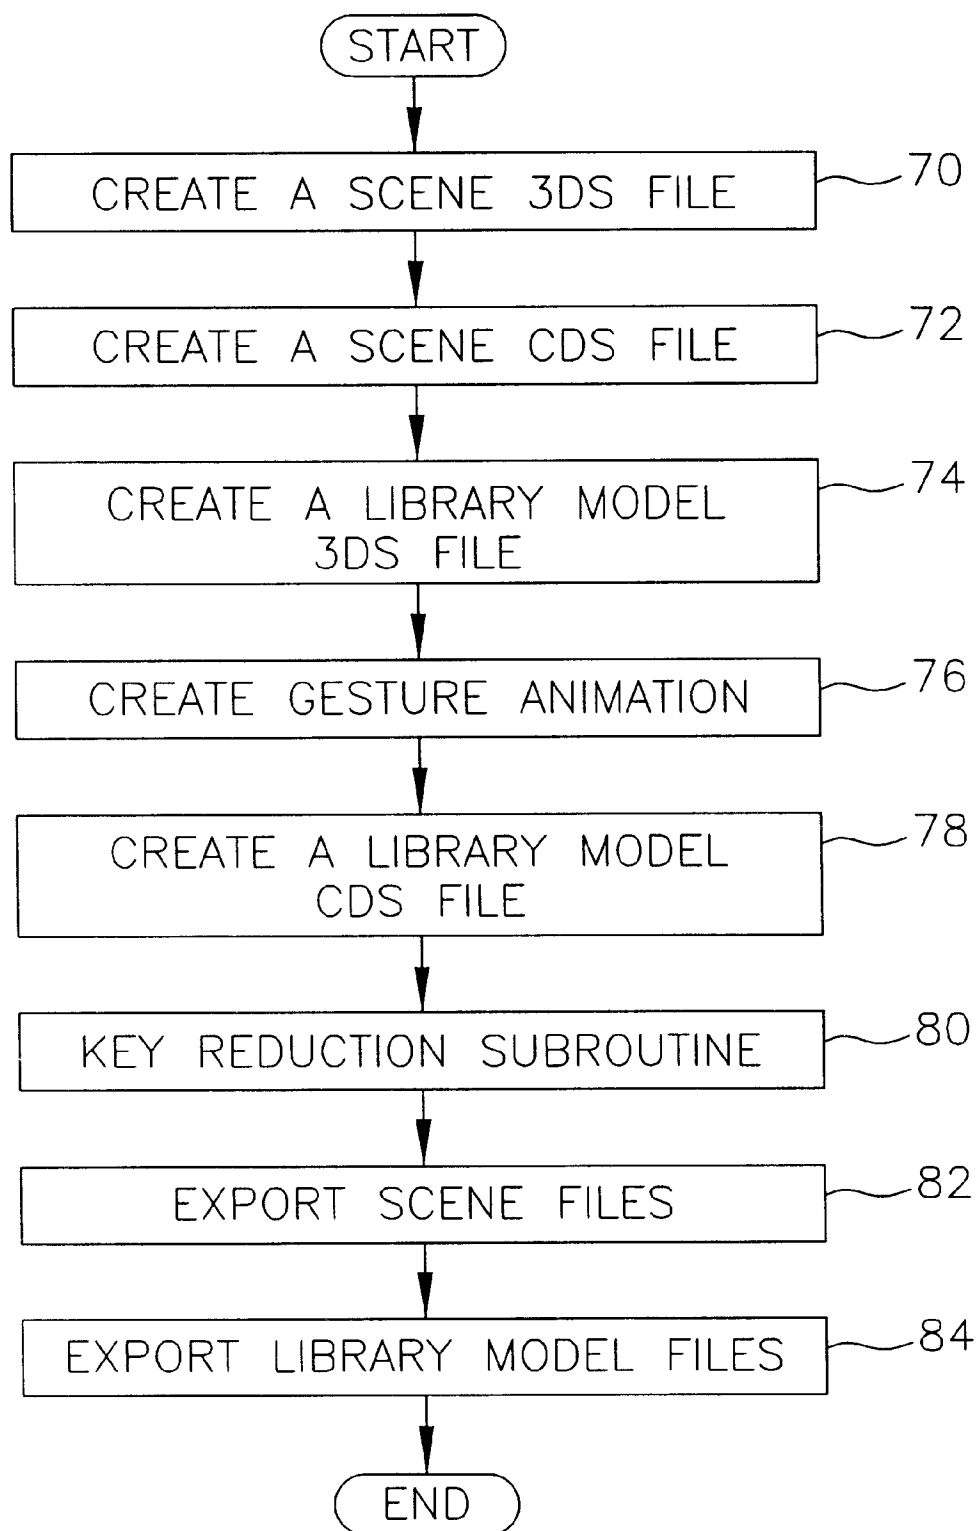 START
CREATE A SCENE 3DS FILE
70
CREATE A SCENE CDS FILE
72
CREATE A LIBRARY MODEL
3DS FILE
74
CREATE GESTURE ANIMATION
76
CREATE A LIBRARY MODEL
CDS FILE
78
KEY REDUCTION SUBROUTINE
80
EXPORT SCENE FILES
82
EXPORT LIBRARY MODEL FILES
84
END